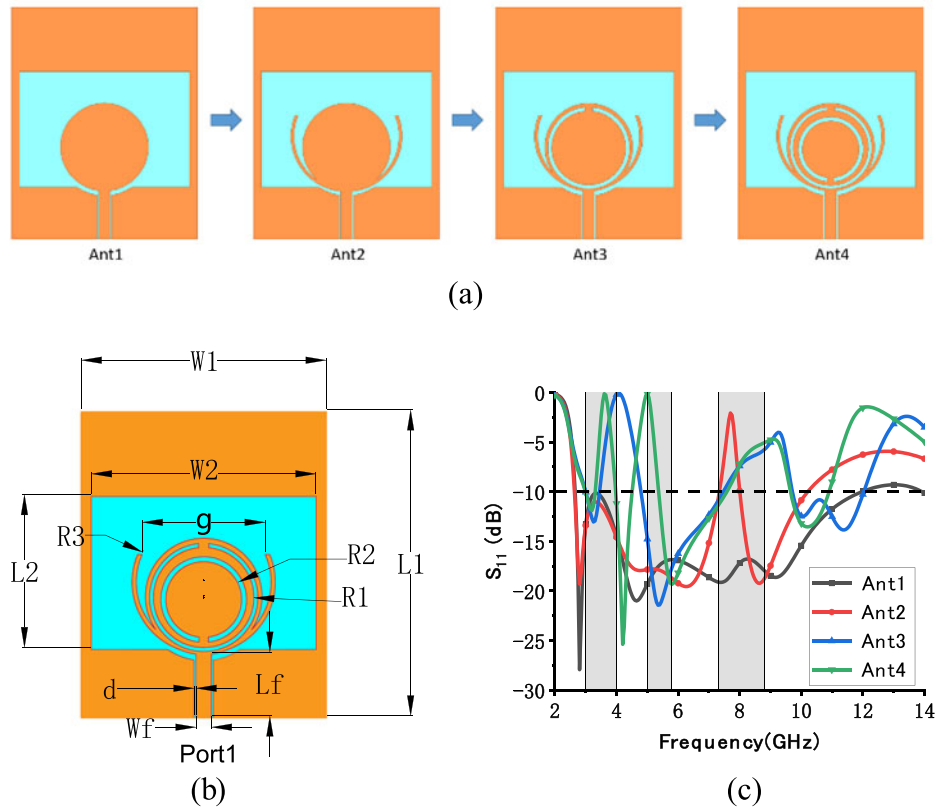 Ant1 Ant2 Ant3 Ant4
(a)
W1
W2
g
R3
R2
L2
L1
R1
d
Lf
Wf
Port1
(b)
0
-5
-10
-15
-20
-25
-30
S11 (dB)
Ant1
Ant2
Ant3
Ant4
2 4 6 8 10 12 14
Frequency(GHz)
(c)